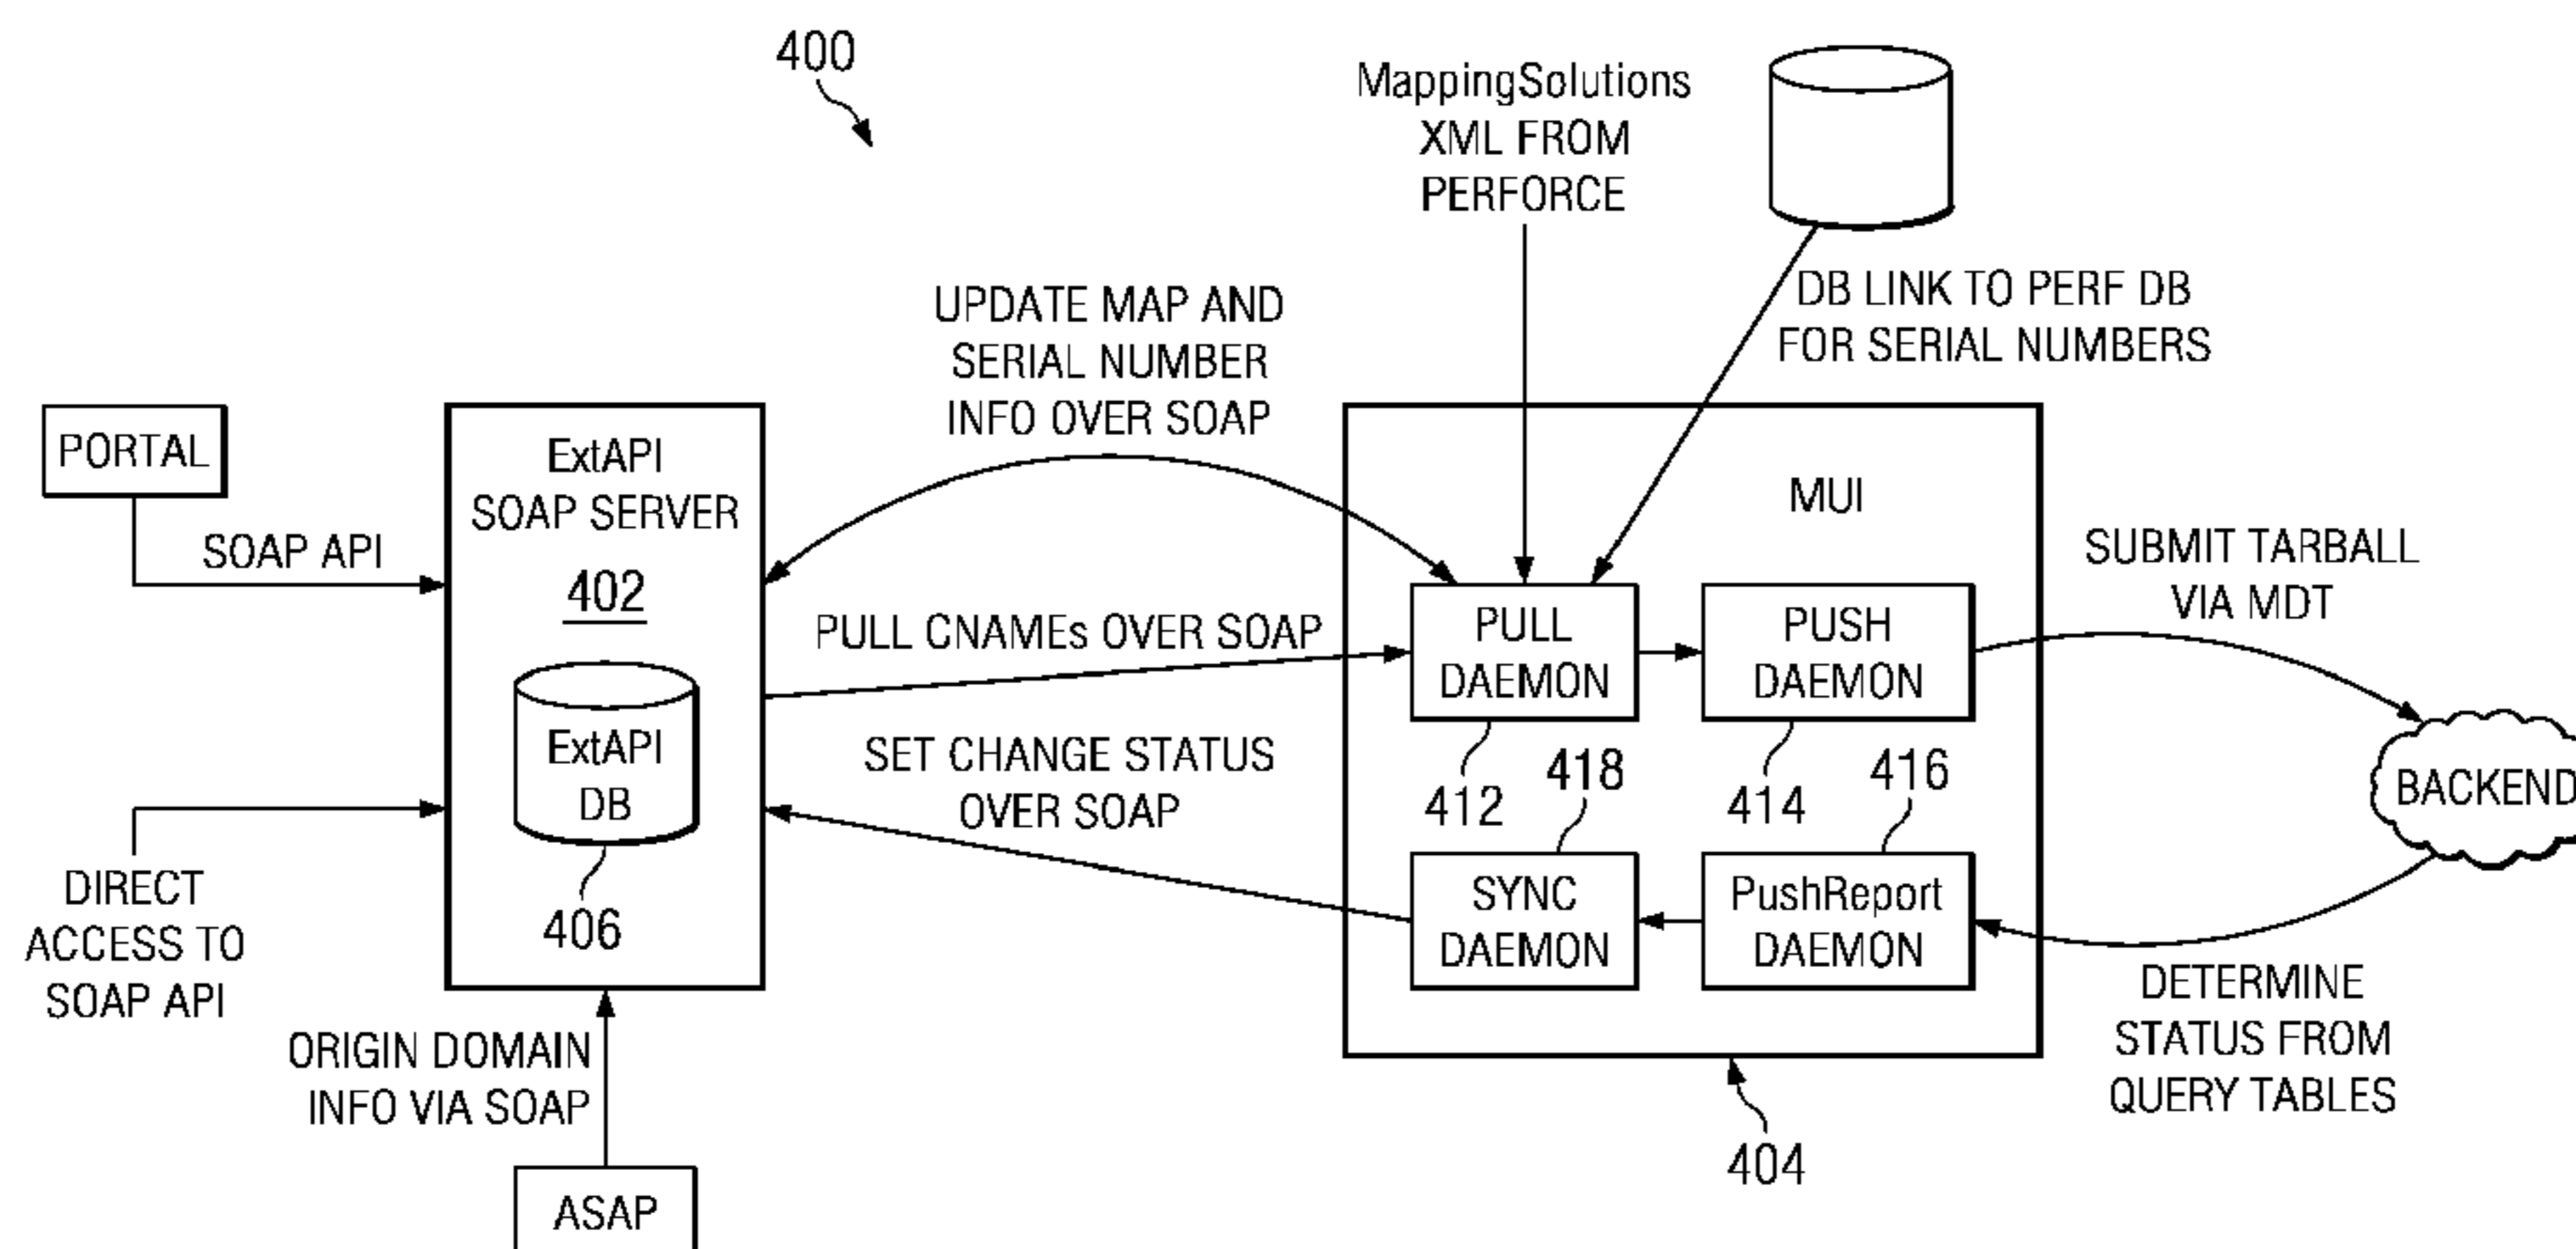 400
MappingSolutions
XML FROM
PERFORCE
DB LINK TO PERF DB
FOR SERIAL NUMBERS
UPDATE MAP AND
SERIAL NUMBER
INFO OVER SOAP
PORTAL
SOAP API
ExtAPI
SOAP SERVER
402
ExtAPI
DB
406
DIRECT
ACCESS TO
SOAP API
ORIGIN DOMAIN
INFO VIA SOAP
ASAP
PULL CNAMEs OVER SOAP
SET CHANGE STATUS
OVER SOAP
MUI
PULL
DAEMON
412
PUSH
DAEMON
414
418
SYNC
DAEMON
416
PushReport
DAEMON
404
SUBMIT TARBALL
VIA MDT
BACKEND
DETERMINE
STATUS FROM
QUERY TABLES